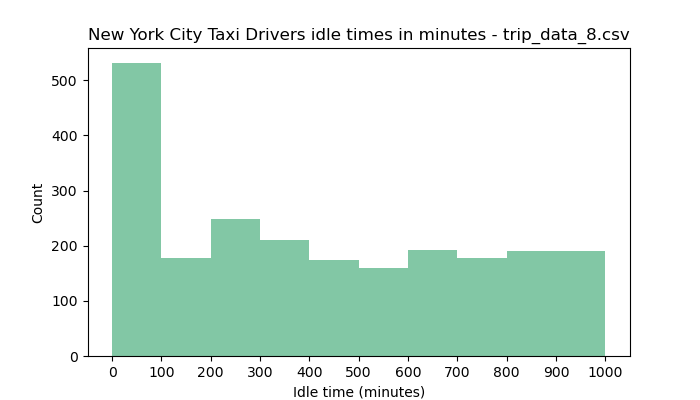 New York City Taxi Drivers idle times in minutes - trip_data_8.csv
500
400
300
200
100
0
Count
0 100 200 300 400 500 600 700 800 900 1000
Idle time (minutes)